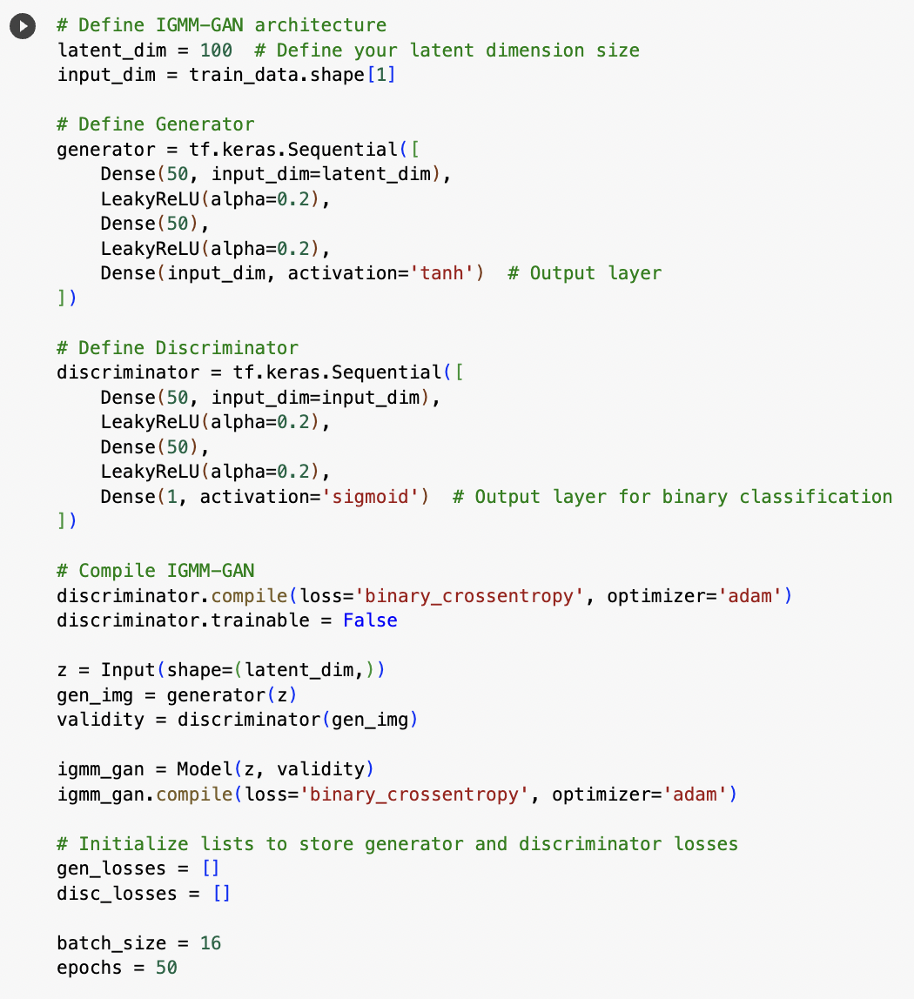 # Define IGMM-GAN architecture
latent_dim = 100  # Define your latent dimension size
input_dim = train_data.shape[1]

# Define Generator
generator = tf.keras.Sequential([
    Dense(50, input_dim=latent_dim),
    LeakyReLU(alpha=0.2),
    Dense(50),
    LeakyReLU(alpha=0.2),
    Dense(input_dim, activation='tanh')  # Output layer
])

# Define Discriminator
discriminator = tf.keras.Sequential([
    Dense(50, input_dim=input_dim),
    LeakyReLU(alpha=0.2),
    Dense(50),
    LeakyReLU(alpha=0.2),
    Dense(1, activation='sigmoid')  # Output layer for binary classification
])

# Compile IGMM-GAN
discriminator.compile(loss='binary_crossentropy', optimizer='adam')
discriminator.trainable = False

z = Input(shape=(latent_dim,))
gen_img = generator(z)
validity = discriminator(gen_img)

igmm_gan = Model(z, validity)
igmm_gan.compile(loss='binary_crossentropy', optimizer='adam')

# Initialize lists to store generator and discriminator losses
gen_losses = []
disc_losses = []

batch_size = 16
epochs = 50